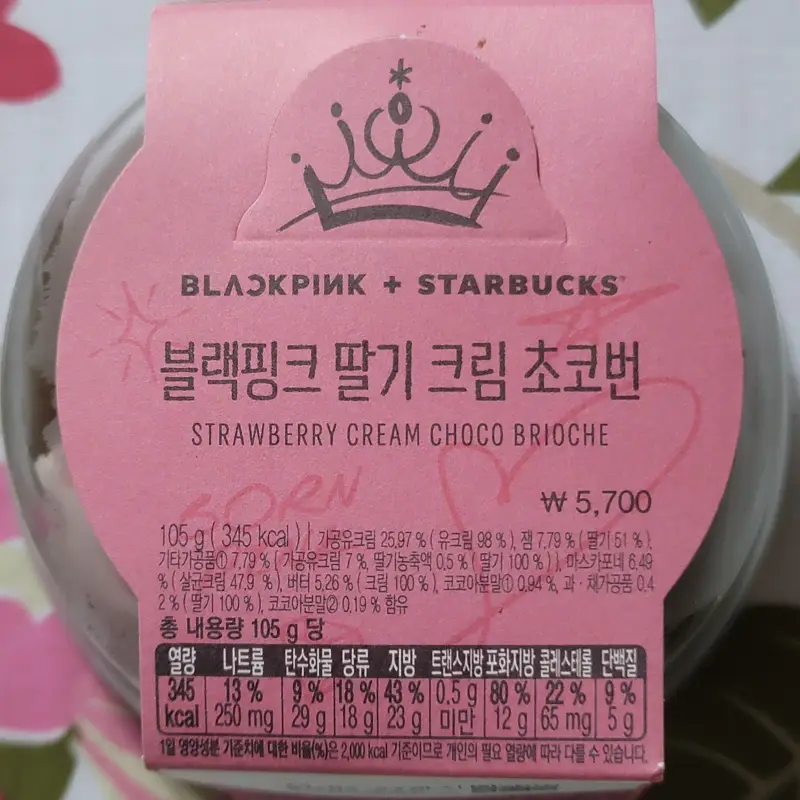 BLACKPINK + STARBUCKS™
블랙핑크 딸기 크림 초코번
STRAWBERRY CREAM CHOCO BRIOCHE
BORN
₩ 5,700
105 g ( 345 kcal ) | 가공유크림 25.97 % ( 유크림 98 % ), 잼 7.79 % ( 딸기 51 % ),
기타가공품① 7.79 % ( 가공유크림 7 %, 딸기농축액 0.5 % ( 딸기 100 % ) ), 마스카포네 6.49
% ( 살균크림 47.9 % ), 버터 5.26 % ( 크림 100 % ), 코코아분말① 0.94 %, 과 · 채가공품 0.4
2 % ( 딸기 100 % ), 코코아분말② 0.19 % 함유
총 내용량 105 g 당
열량 나트륨 탄수화물 당류 지방 트랜스지방 포화지방 콜레스테롤 단백질
345 13 % 9 % 18 % 43 % 0.5 g 80 % 22 % 9 %
kcal 250 mg 29 g 18 g 23 g 미만 12 g 65 mg 5 g
1일 영양성분 기준치에 대한 비율(%)은 2,000 kcal 기준이므로 개인의 필요 열량에 따라 다를 수 있습니다.